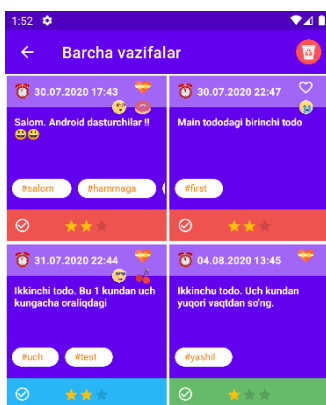 1:52
Barcha vazifalar
30.07.2020 17:43
Salom. Android dasturchilar !!
#salom #hammaga
30.07.2020 22:47
Main tododagi birinchi todo
#first
31.07.2020 22:44
Ikkinchi todo. Bu 1 kundan uch
kungacha oraliqdagi
#uch #test
04.08.2020 13:45
Ikkinchu todo. Uch kundan
yuqori vaqtdan so'ng.
#yashil